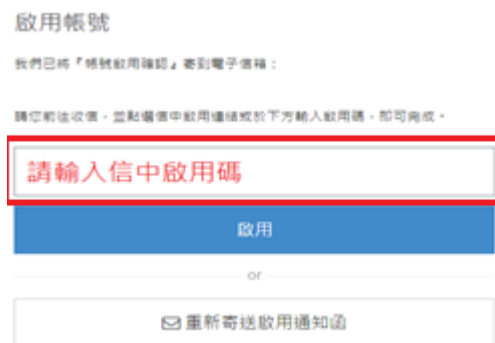 啟用帳號
我們已將『帳號啟用確認』寄到電子信箱：
請您前往收信，並點選信中啟用連結或於下方輸入啟用碼，即可完成。
請輸入信中啟用碼
啟用
or
重新寄送啟用通知函